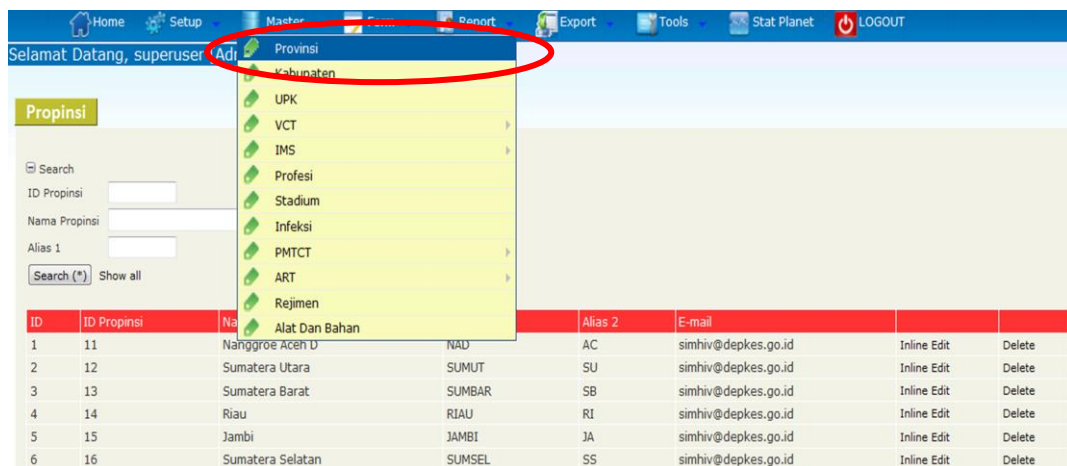 Home Setup Master Form Report Export Tools Stat Planet LOGOUT
Selamat Datang, superuser
Provinsi
Kabupaten
UPK
VCT
IMS
Profesi
Stadium
Infeksi
PMTCT
ART
Rejimen
Alat Dan Bahan
Propinsi
Search
ID Propinsi
Nama Propinsi
Alias 1
Search (*) Show all
ID ID Propinsi Alias 2 E-mail
1 11 Nanggroe Aceh D NAD AC simhiv@depkes.go.id Inline Edit Delete
2 12 Sumatera Utara SUMUT SU simhiv@depkes.go.id Inline Edit Delete
3 13 Sumatera Barat SUMBAR SB simhiv@depkes.go.id Inline Edit Delete
4 14 Riau RIAU RI simhiv@depkes.go.id Inline Edit Delete
5 15 Jambi JAMBI JA simhiv@depkes.go.id Inline Edit Delete
6 16 Sumatera Selatan SUMSEL SS simhiv@depkes.go.id Inline Edit Delete